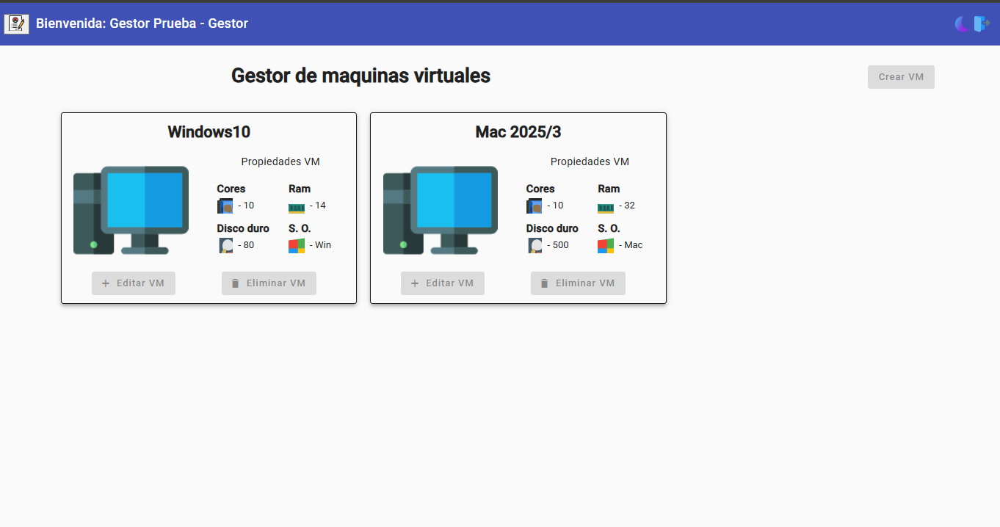 Bienvenida: Gestor Prueba - Gestor
Gestor de maquinas virtuales
Crear VM
Windows10
Propiedades VM
Cores Ram
- 10 - 14
Disco duro S. O.
- 80 - Win
Editar VM Eliminar VM
Mac 2025/3
Propiedades VM
Cores Ram
- 10 - 32
Disco duro S. O.
- 500 - Mac
Editar VM Eliminar VM